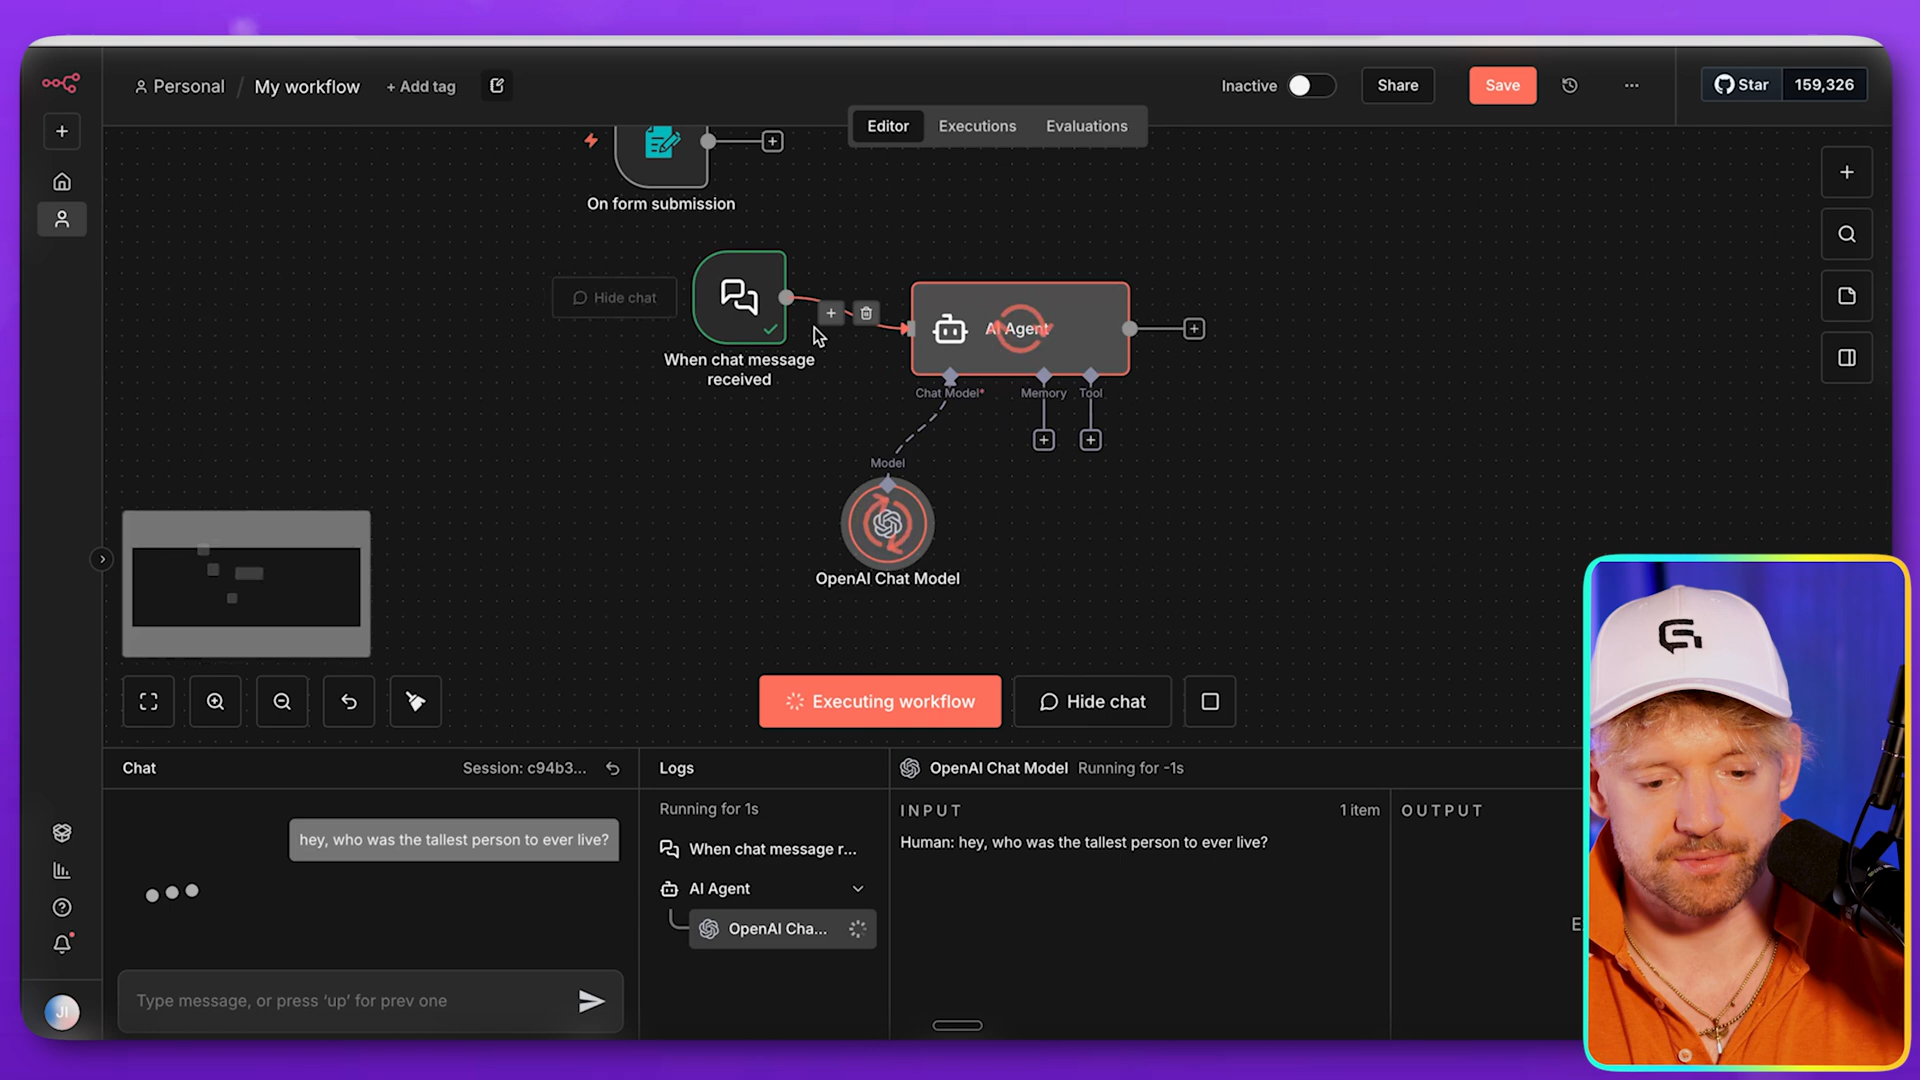 Personal / My workflow + Add tag
Inactive
Share
Save
Star 159,326
Editor Executions Evaluations
On form submission
Hide chat
AI Agent
When chat message
received
Chat Model*
Memory
Tool
Model
OpenAI Chat Model
Executing workflow
Hide chat
Chat
Session: c94b3...
hey, who was the tallest person to ever live?
Type message, or press ‘up’ for prev one
JI
Logs
Running for 1s
When chat message r...
AI Agent
OpenAI Cha...
OpenAI Chat Model Running for -1s
INPUT
1 item
Human: hey, who was the tallest person to ever live?
OUTPUT